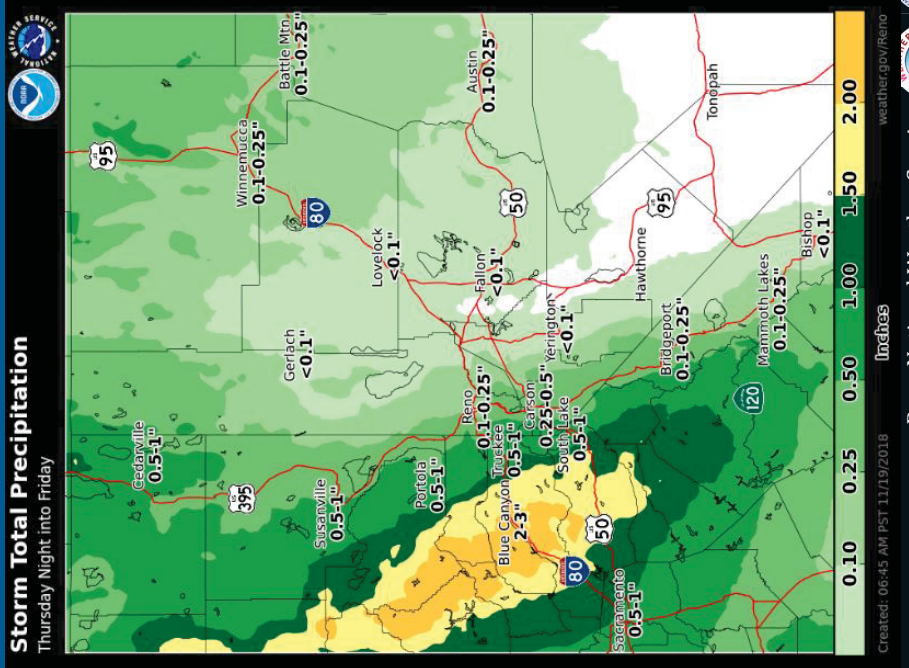 Storm Total Precipitation
Thursday Night into Friday
NOAA
NATIONAL WEATHER SERVICE
95
Cedarville
0.5-1"
395
Winnemucca
0.1-0.25"
Battle Mtn
0.1-0.25"
Gerlach
<0.1"
80
Susanville
0.5-1"
Lovelock
<0.1"
Portola
0.5-1"
Reno
0.1-0.25"
Fallon
<0.1"
Austin
0.1-0.25"
50
Truckee
0.5-1"
Blue Canyon
2-3"
Carson
0.25-0.5"
Yerington
<0.1"
South Lake
0.5-1"
80
50
Sacramento
0.5-1"
Hawthorne
95
Bridgeport
0.1-0.25"
Tonopah
120
Mammoth Lakes
0.1-0.25"
Bishop
<0.1"
0.10
0.25
0.50
1.00
1.50
2.00
Created: 06:45 AM PST 11/19/2018
Inches
weather.gov/Reno